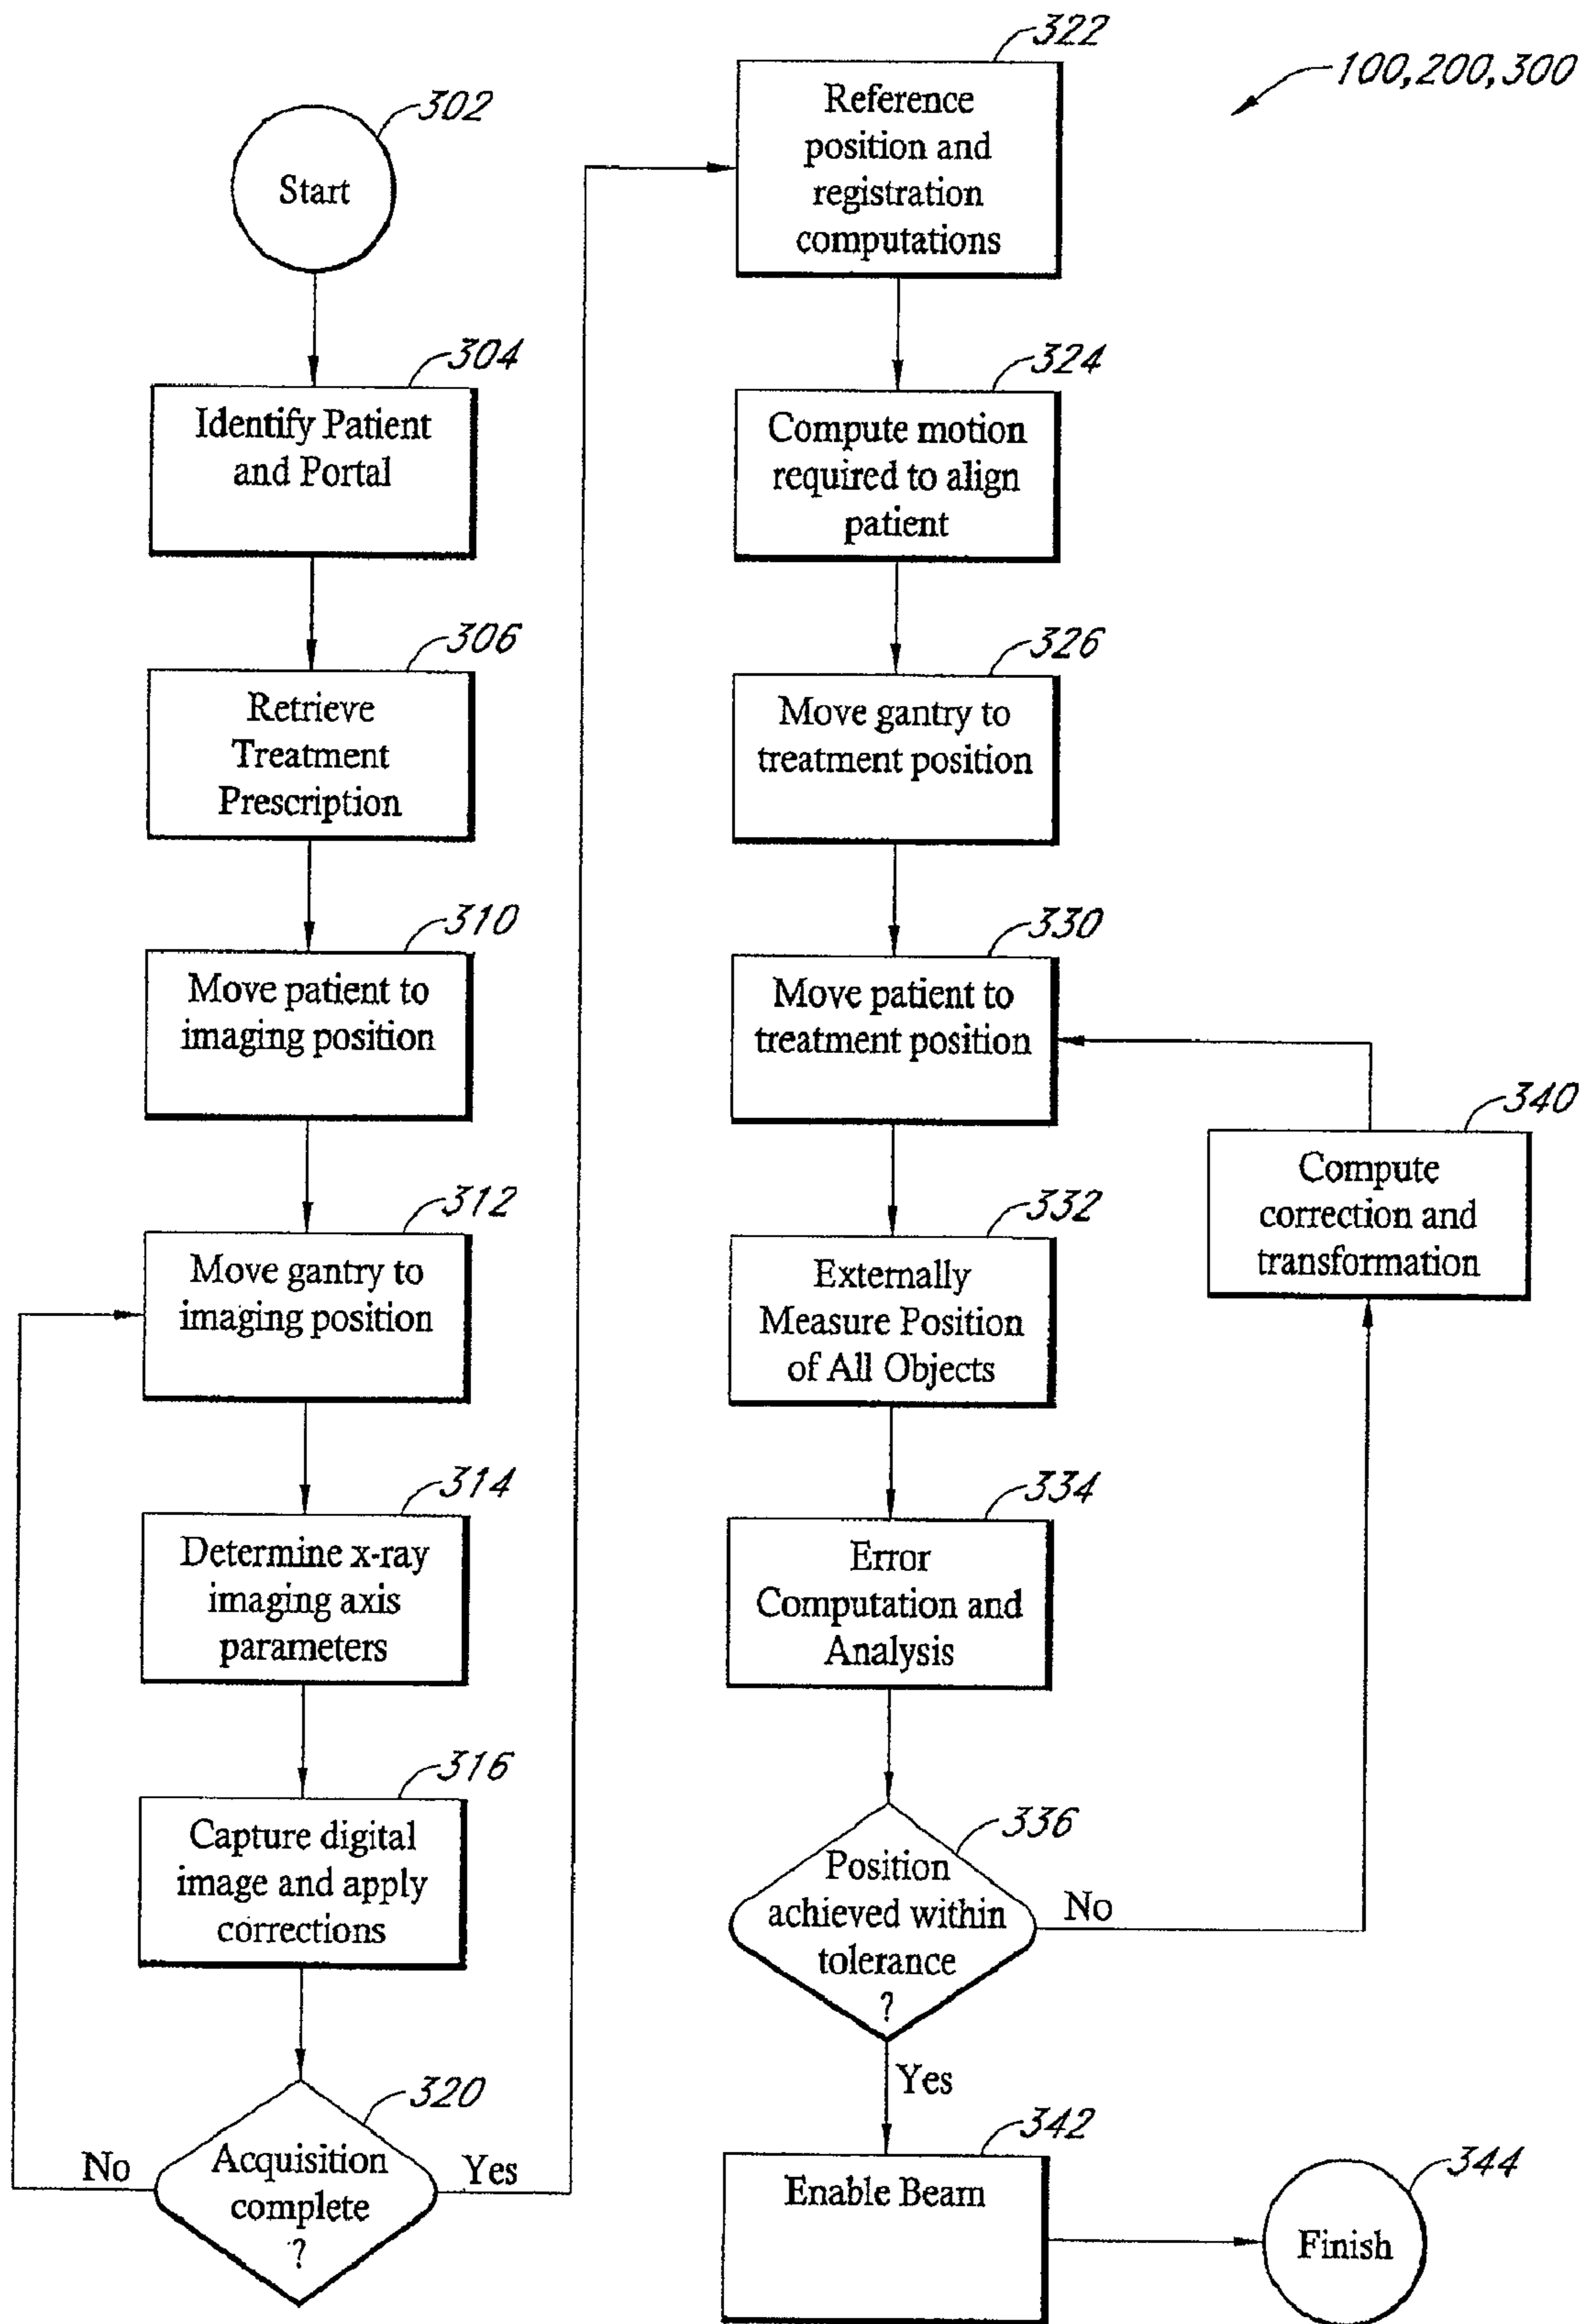 302
Start
304
Identify Patient
and Portal
306
Retrieve
Treatment
Prescription
310
Move patient to
imaging position
312
Move gantry to
imaging position
314
Determine x-ray
imaging axis
parameters
316
Capture digital
image and apply
corrections
320
Acquisition
complete
?
No
Yes
322
Reference
position and
registration
computations
100,200,300
324
Compute motion
required to align
patient
326
Move gantry to
treatment position
330
Move patient to
treatment position
332
Externally
Measure Position
of All Objects
334
Error
Computation and
Analysis
336
Position
achieved within
tolerance
?
No
Yes
340
Compute
correction and
transformation
342
Enable Beam
344
Finish